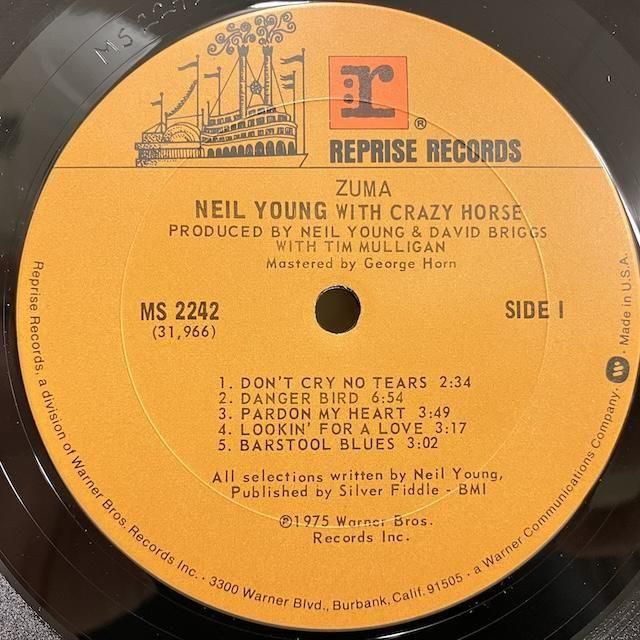 MS 22
r
®
REPRISE RECORDS
ZUMA
NEIL YOUNG WITH CRAZY HORSE
PRODUCED BY NEIL YOUNG & DAVID BRIGGS
WITH TIM MULLIGAN
Mastered by George Horn
MS 2242
(31,966)
SIDE I
1. DON'T CRY NO TEARS 2:34
2. DANGER BIRD 6:54
3. PARDON MY HEART 3:49
4. LOOKIN' FOR A LOVE 3:17
5. BARSTOOL BLUES 3:02
All selections written by Neil Young,
Published by Silver Fiddle - BMI
℗1975 Warner Bros.
Records Inc.
Reprise Records, a division of Warner Bros. Records Inc. · 3300 Warner Blvd., Burbank, Calif. 91505 · a Warner Communications Company · W · Made in U.S.A.